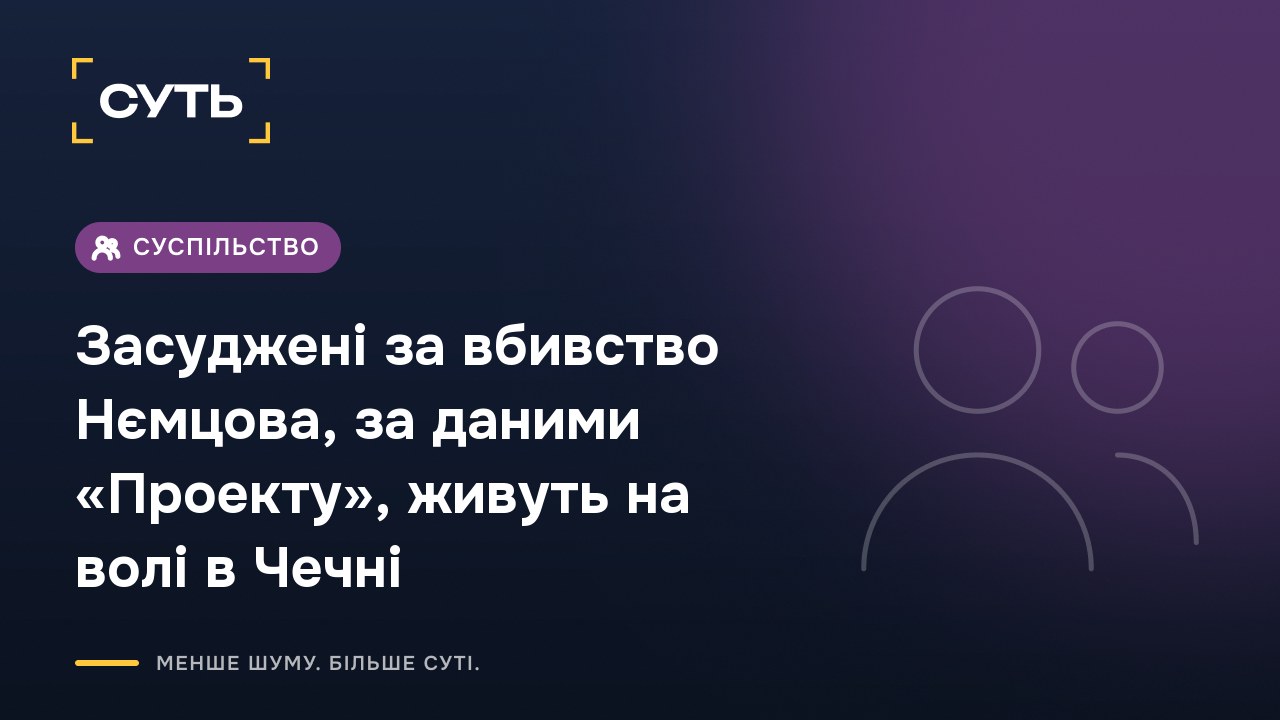 СУТЬ
СУСПІЛЬСТВО
Засуджені за вбивство
Нємцова, за даними
«Проекту», живуть на
волі в Чечні
МЕНШЕ ШУМУ. БІЛЬШЕ СУТІ.